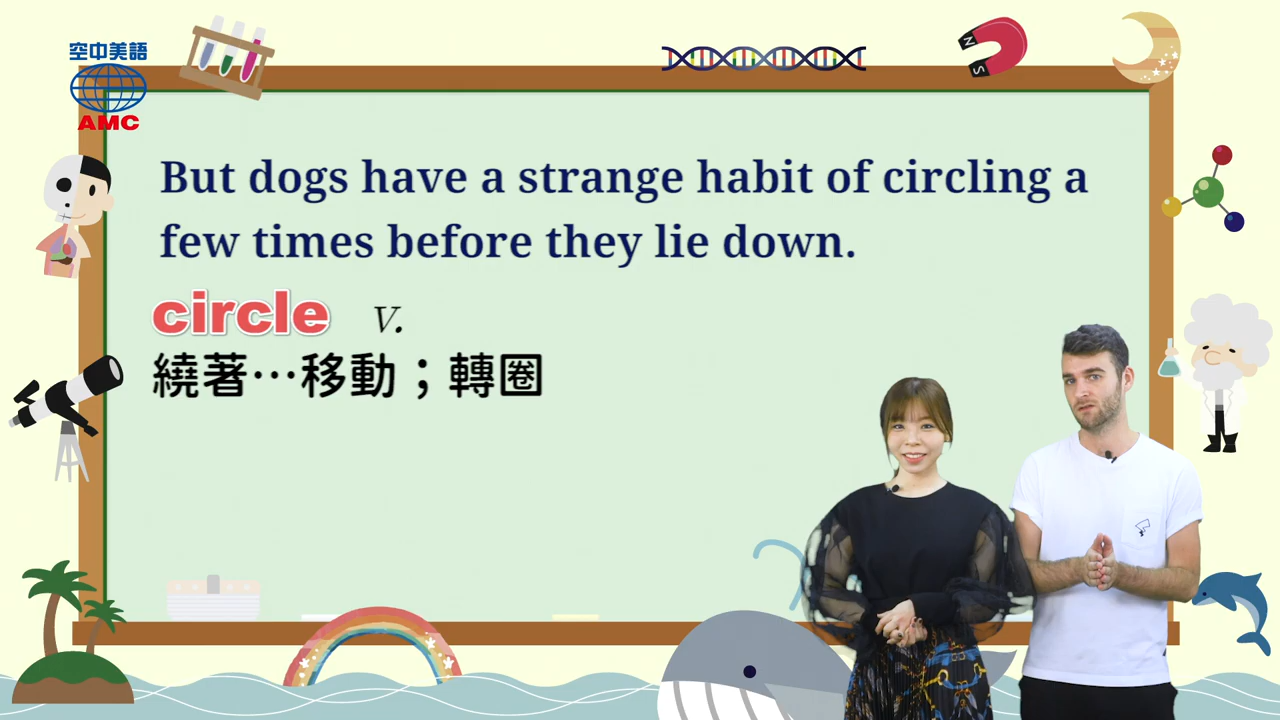 空中美語
AMC
But dogs have a strange habit of circling a
few times before they lie down.
circle v.
繞著…移動；轉圈
N
S